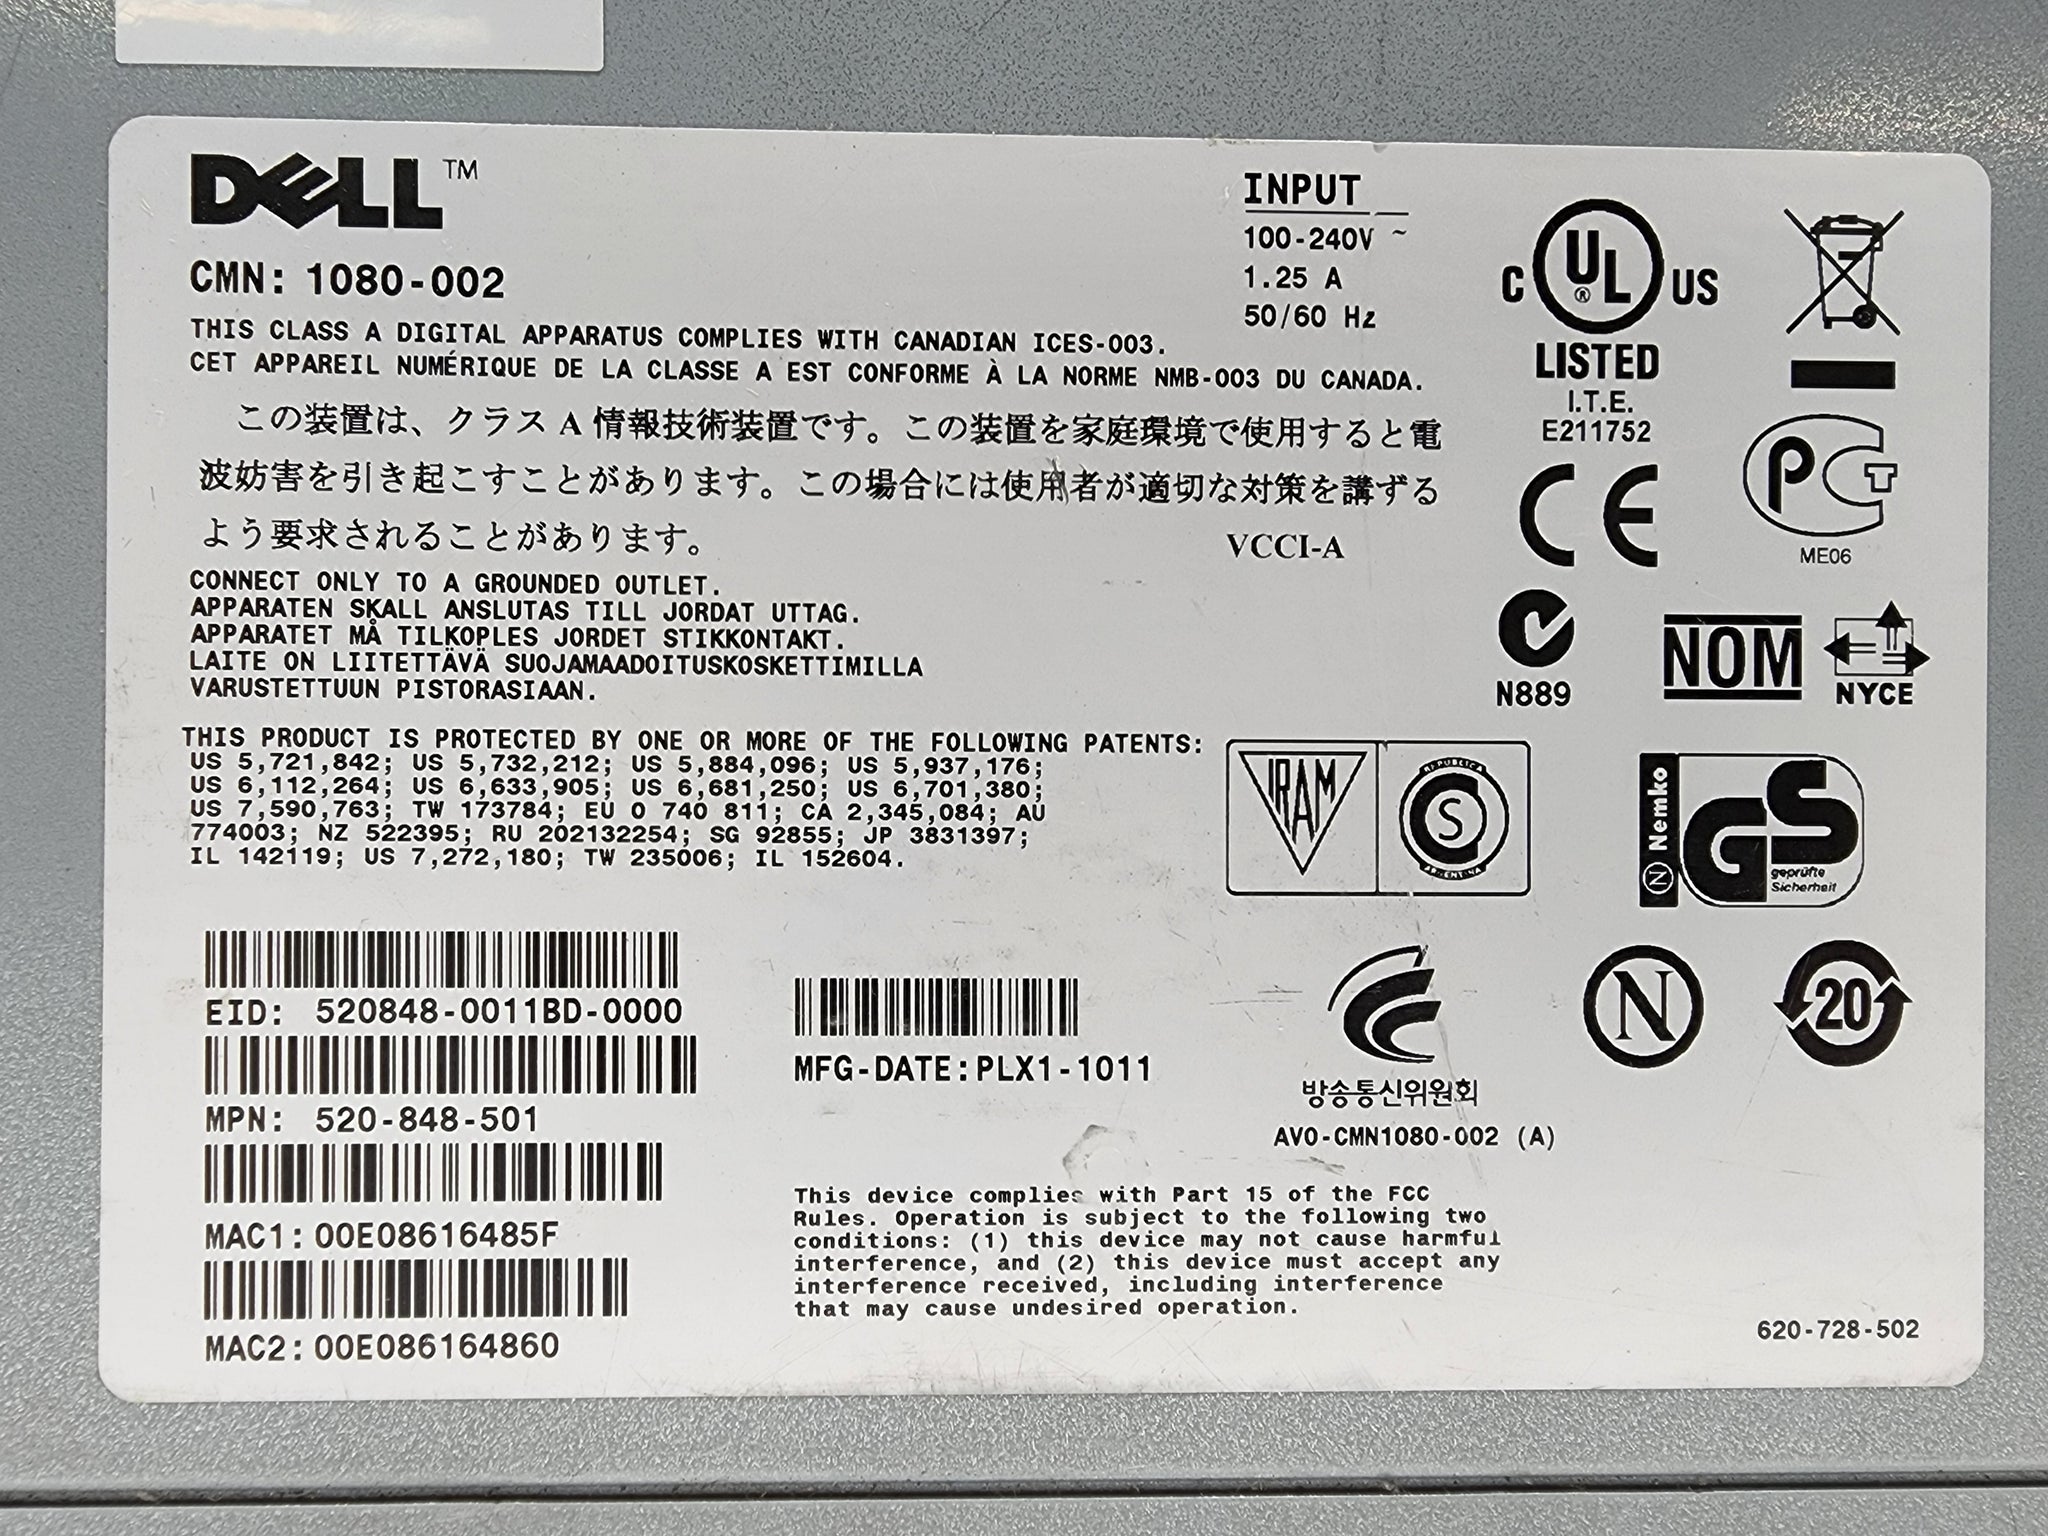 DELL™
CMN: 1080-002
THIS CLASS A DIGITAL APPARATUS COMPLIES WITH CANADIAN ICES-003.
CET APPAREIL NUMÉRIQUE DE LA CLASSE A EST CONFORME À LA NORME NMB-003 DU CANADA.
この装置は、クラス A 情報技術装置です。この装置を家庭環境で使用すると電
波妨害を引き起こすことがあります。この場合には使用者が適切な対策を講ずる
よう要求されることがあります。
VCCI-A
CONNECT ONLY TO A GROUNDED OUTLET.
APPARATEN SKALL ANSLUTAS TILL JORDAT UTTAG.
APPARATET MÅ TILKOPLES JORDET STIKKONTAKT.
LAITE ON LIITETTÄVÄ SUOJAMAADOITUSKOSKETTIMILLA
VARUSTETTUUN PISTORASIAAN.
THIS PRODUCT IS PROTECTED BY ONE OR MORE OF THE FOLLOWING PATENTS:
US 5,721,842; US 5,732,212; US 5,884,096; US 5,937,176;
US 6,112,264; US 6,633,905; US 6,681,250; US 6,701,380;
US 7,590,763; TW 173784; EU 0 740 811; CA 2,345,084; AU
774003; NZ 522395; RU 202132254; SG 92855; JP 3831397;
IL 142119; US 7,272,180; TW 235006; IL 152604.
EID: 520848-0011BD-0000
MPN: 520-848-501
MAC1:00E08616485F
MAC2:00E086164860
MFG-DATE:PLX1-1011
INPUT
100-240V ~
1.25 A
50/60 Hz
C UL® US
LISTED
I.T.E.
E211752
CE
PCT
ME06
N889
NOM
NYCE
IRAM
REPUBLICA
S
ARGENTINA
N Nemko
GS
geprüfte
Sicherheit
방송통신위원회
AVO-CMN1080-002 (A)
N
20
This device complies with Part 15 of the FCC
Rules. Operation is subject to the following two
conditions: (1) this device may not cause harmful
interference, and (2) this device must accept any
interference received, including interference
that may cause undesired operation.
620-728-502